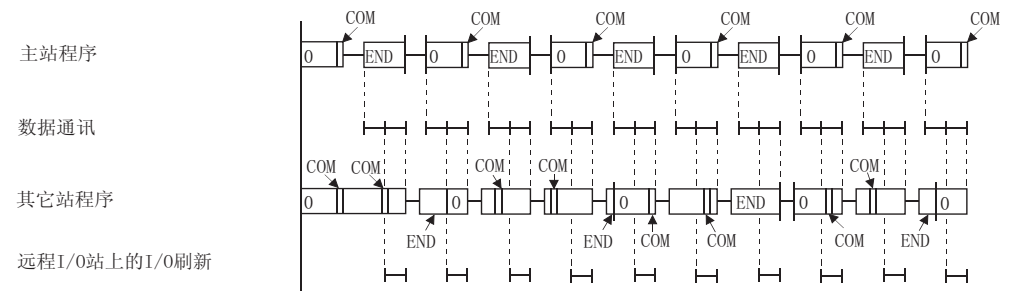 COM COM COM COM COM COM
主站程序 0 END 0 END 0 END 0 END 0 END 0
数据通讯
COM COM COM COM COM
其它站程序 0 0 0 END 0 0
END END COM COM COM END
远程I/O站上的I/O刷新